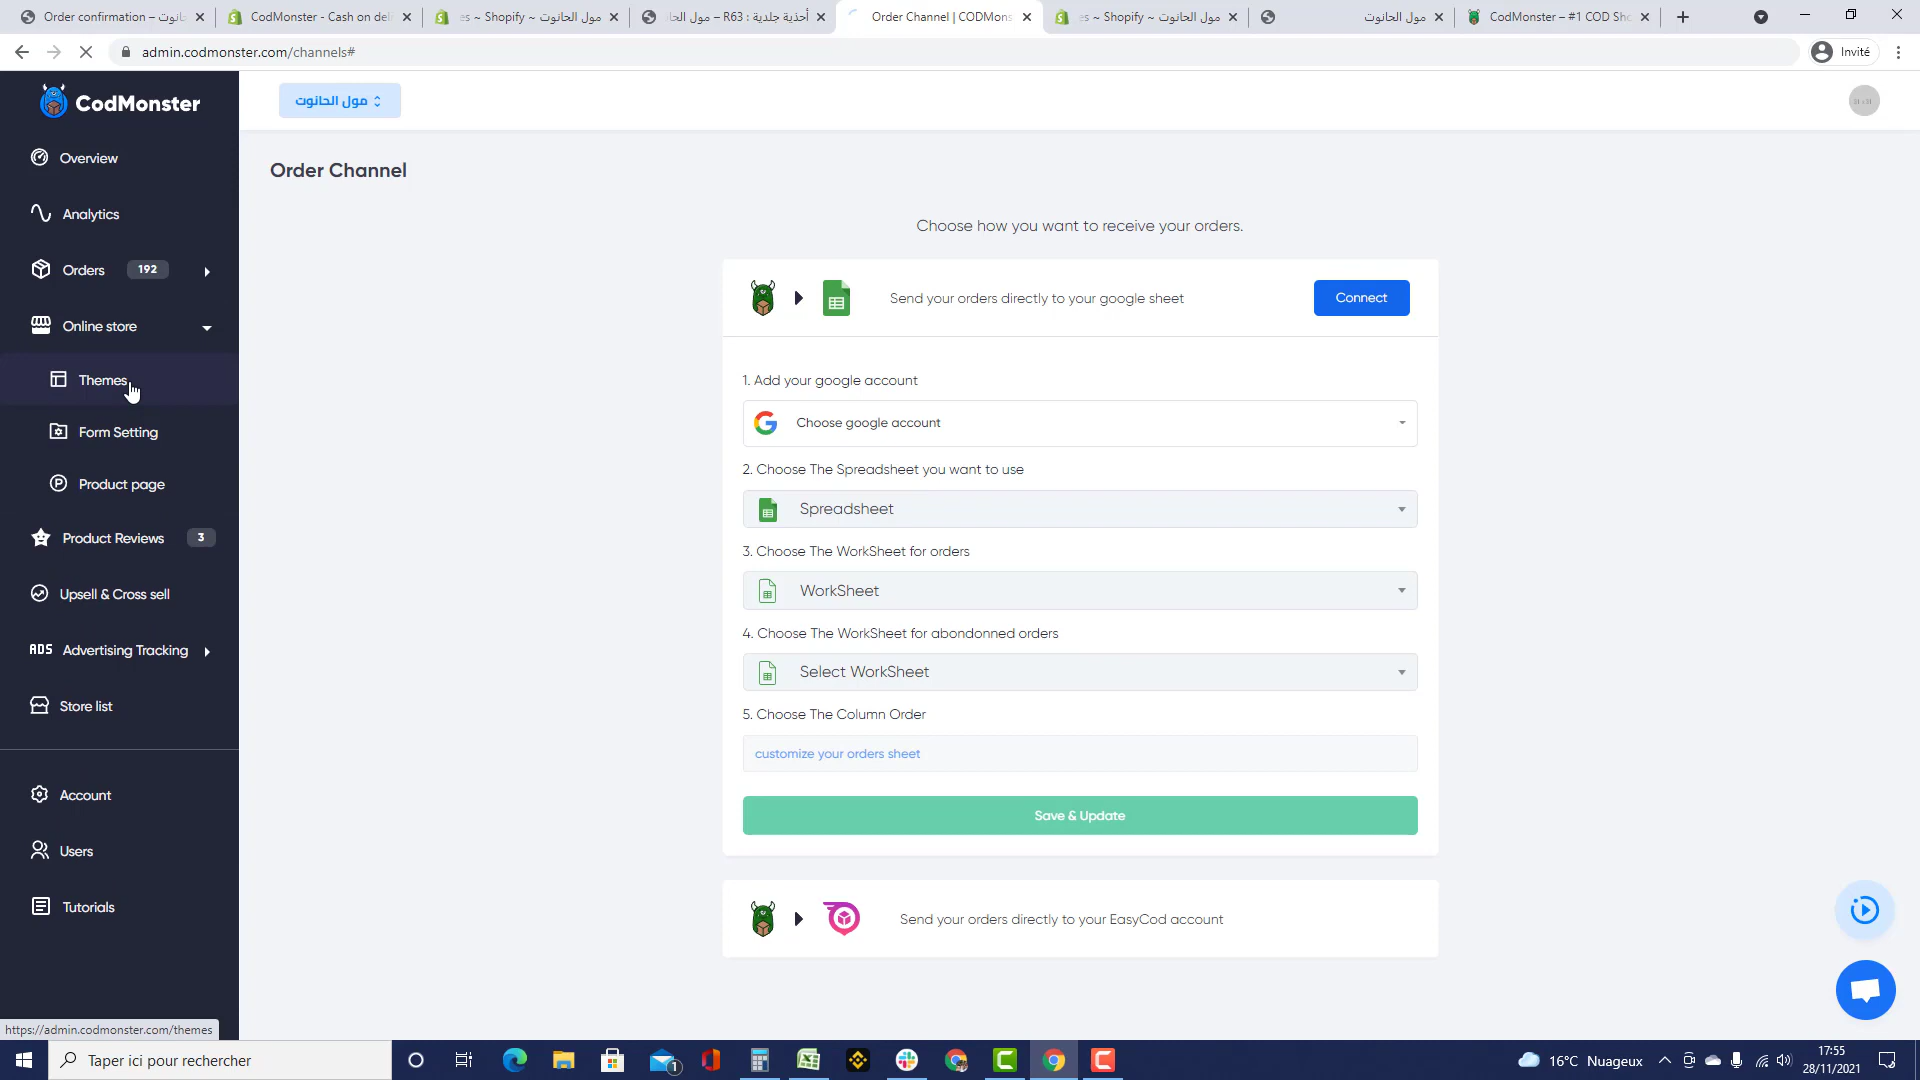 Order confirmation – مول الحانوت
CodMonster - Cash on del
es ~ Shopify ~ مول الحانوت
أحذية جلدية : R63 – مول الحا
Order Channel | CODMons
es ~ Shopify ~ مول الحانوت
مول الحانوت
CodMonster – #1 COD Sho
admin.codmonster.com/channels#
Invité
CodMonster
مول الحانوت
Overview
Analytics
Orders 192
Online store
Themes
Form Setting
Product page
Product Reviews 3
Upsell & Cross sell
ADS Advertising Tracking
Store list
Account
Users
Tutorials
Order Channel
Choose how you want to receive your orders.
Send your orders directly to your google sheet
Connect
1. Add your google account
Choose google account
2. Choose The Spreadsheet you want to use
Spreadsheet
3. Choose The WorkSheet for orders
WorkSheet
4. Choose The WorkSheet for abondonned orders
Select WorkSheet
5. Choose The Column Order
customize your orders sheet
Save & Update
Send your orders directly to your EasyCod account
https://admin.codmonster.com/themes
Taper ici pour rechercher
1
16°C Nuageux
17:55
28/11/2021